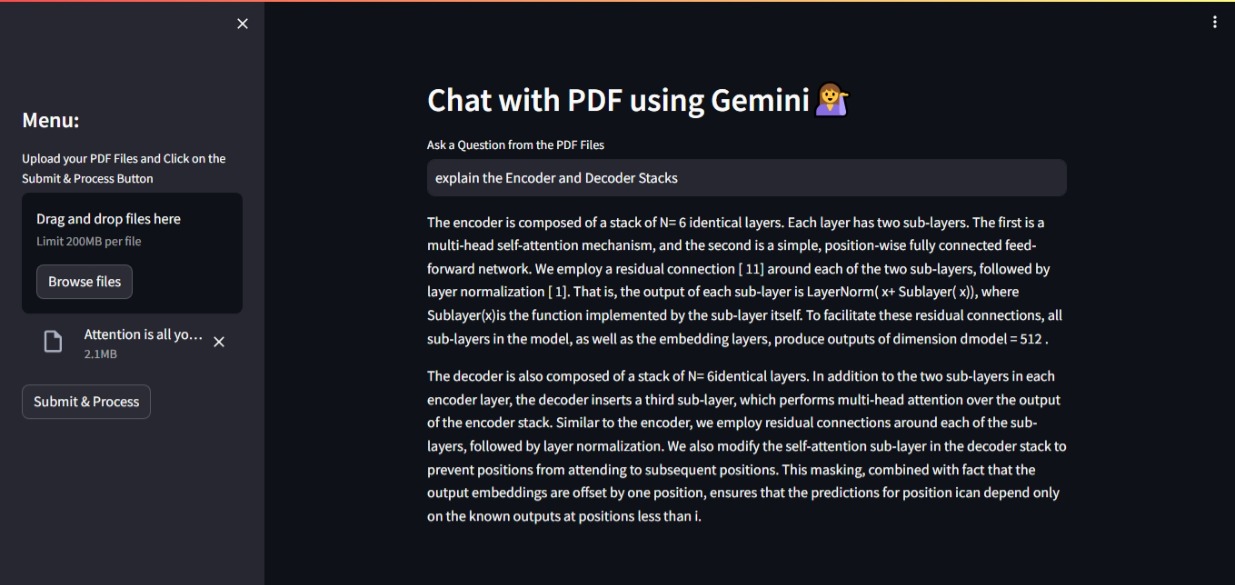 Menu:
Upload your PDF Files and Click on the
Submit & Process Button
Drag and drop files here
Limit 200MB per file
Browse files
Attention is all yo...
2.1MB
Submit & Process
Chat with PDF using Gemini
Ask a Question from the PDF Files
explain the Encoder and Decoder Stacks
The encoder is composed of a stack of N= 6 identical layers. Each layer has two sub-layers. The first is a
multi-head self-attention mechanism, and the second is a simple, position-wise fully connected feed-
forward network. We employ a residual connection [ 11] around each of the two sub-layers, followed by
layer normalization [ 1]. That is, the output of each sub-layer is LayerNorm( x+ Sublayer( x)), where
Sublayer(x)is the function implemented by the sub-layer itself. To facilitate these residual connections, all
sub-layers in the model, as well as the embedding layers, produce outputs of dimension dmodel = 512 .
The decoder is also composed of a stack of N= 6identical layers. In addition to the two sub-layers in each
encoder layer, the decoder inserts a third sub-layer, which performs multi-head attention over the output
of the encoder stack. Similar to the encoder, we employ residual connections around each of the sub-
layers, followed by layer normalization. We also modify the self-attention sub-layer in the decoder stack to
prevent positions from attending to subsequent positions. This masking, combined with fact that the
output embeddings are offset by one position, ensures that the predictions for position ican depend only
on the known outputs at positions less than i.